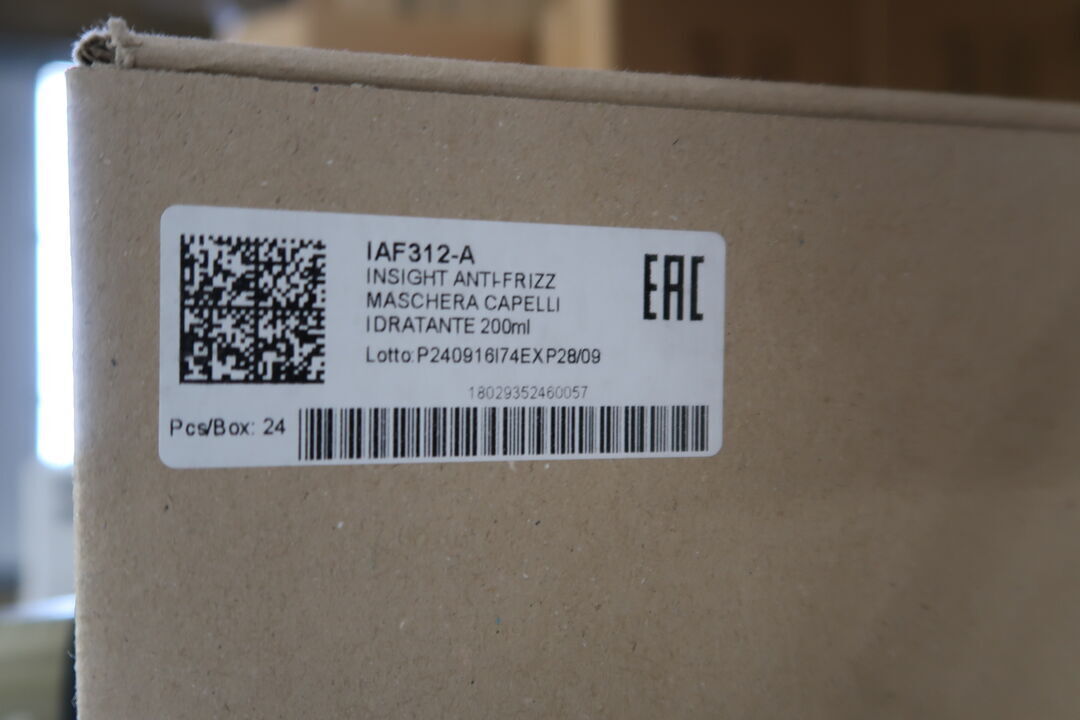 IAF312-A
INSIGHT ANTI-FRIZZ
MASCHERA CAPELLI
IDRATANTE 200ml
EAC
Lotto:P240916I74EXP28/09
18029352460057
Pcs/Box: 24